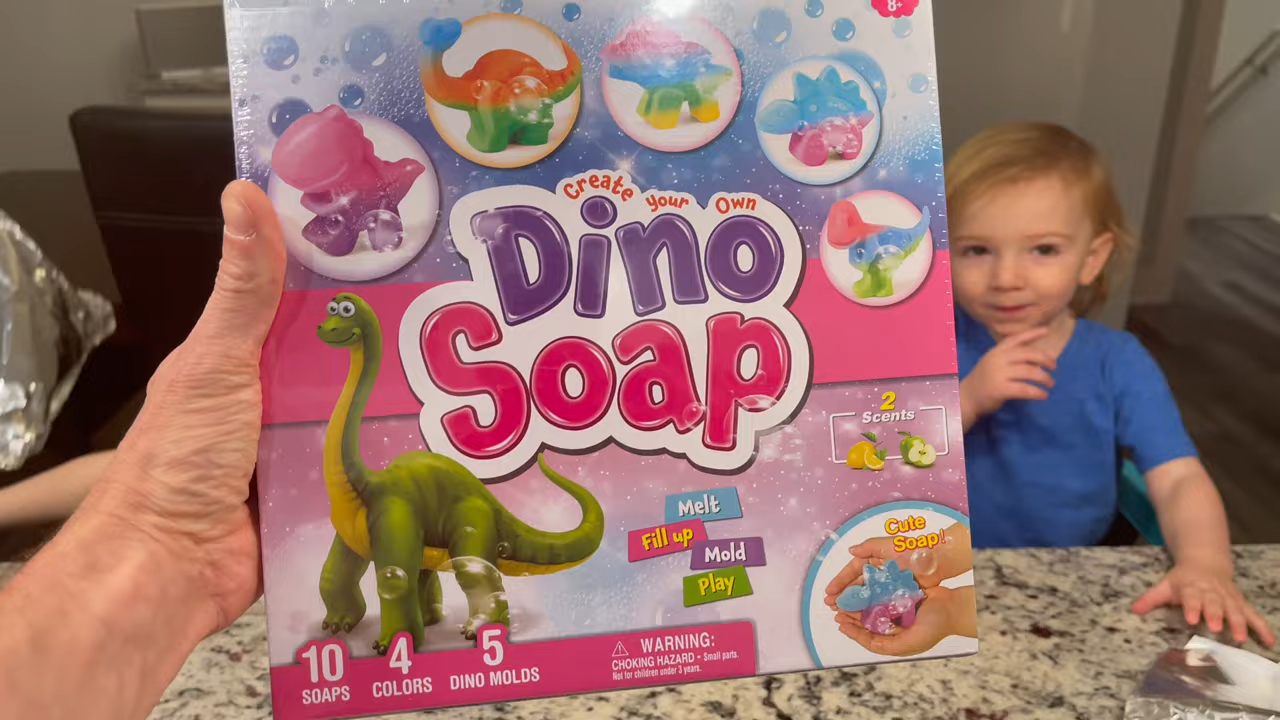 8+
Create Your Own
Dino
Soap
2
Scents
Melt
Fill up
Mold
Play
Cute
Soap!
10
SOAPS
4
COLORS
5
DINO MOLDS
WARNING:
CHOKING HAZARD - Small parts.
Not for children under 3 years.